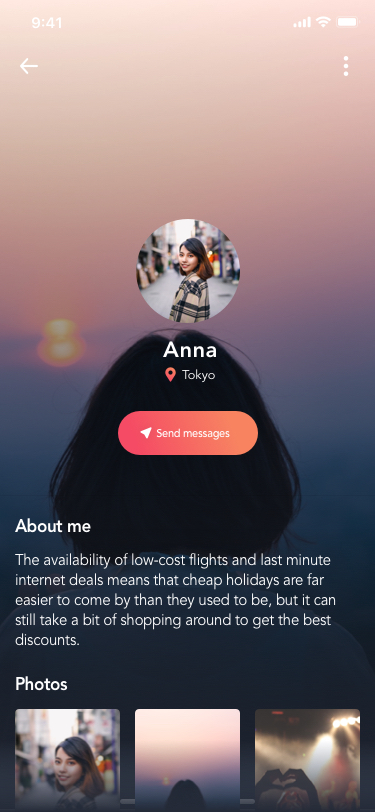 9:41
Anna
Tokyo
Send messages
About me
The availability of low-cost flights and last minute
internet deals means that cheap holidays are far
easier to come by than they used to be, but it can
still take a bit of shopping around to get the best
discounts.
Photos